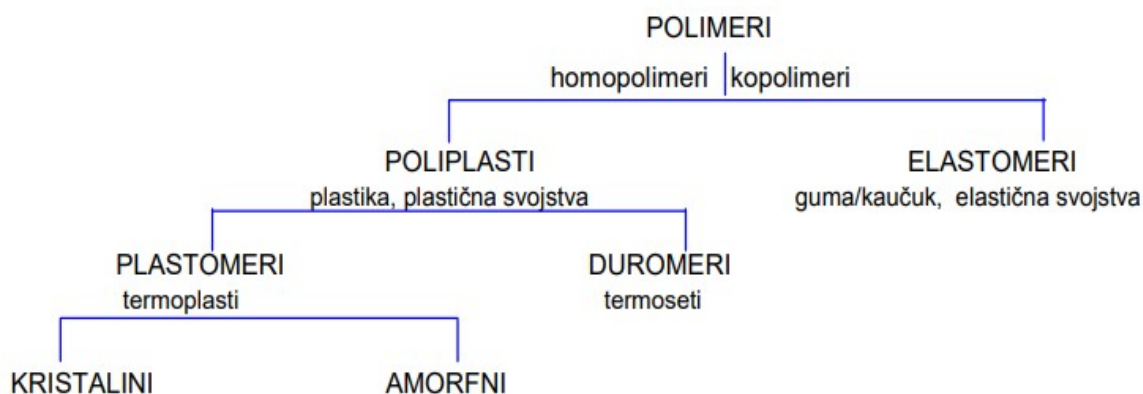 POLIMERI
homopolimeri kopolimeri
POLIPLASTI
plastika, plastična svojstva
ELASTOMERI
guma/kaučuk, elastična svojstva
PLASTOMERI
termoplasti
DUROMERI
termoseti
KRISTALINI
AMORFNI